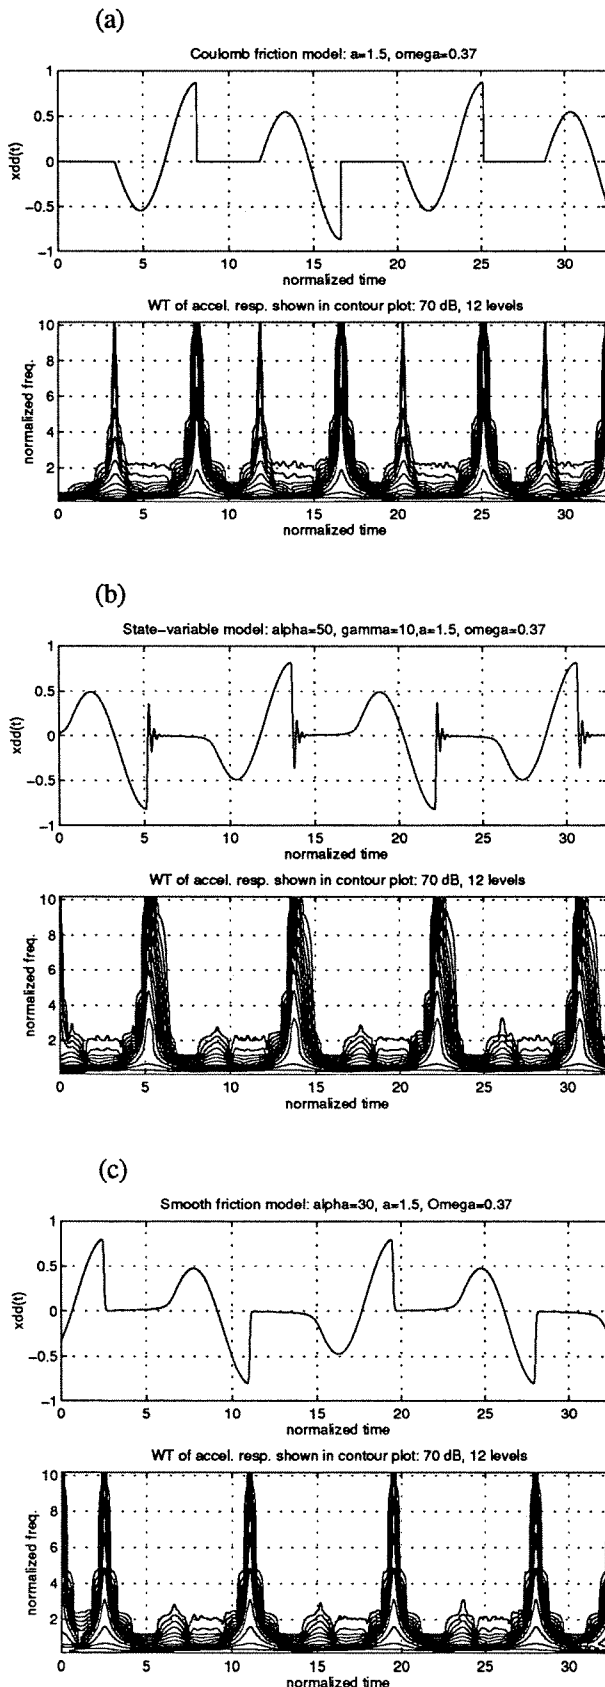 (a)
Coulomb friction model: a=1.5, omega=0.37
1
0.5
0
−0.5
−1
xdd(t)
0 5 10 15 20 25 30
normalized time
WT of accel. resp. shown in contour plot: 70 dB, 12 levels
10
8
6
4
2
normalized freq.
0 5 10 15 20 25 30
normalized time
(b)
State−variable model: alpha=50, gamma=10,a=1.5, omega=0.37
1
0.5
0
−0.5
−1
xdd(t)
0 5 10 15 20 25 30
normalized time
WT of accel. resp. shown in contour plot: 70 dB, 12 levels
10
8
6
4
2
normalized freq.
0 5 10 15 20 25 30
normalized time
(c)
Smooth friction model: alpha=30, a=1.5, Omega=0.37
1
0.5
0
−0.5
−1
xdd(t)
0 5 10 15 20 25 30
normalized time
WT of accel. resp. shown in contour plot: 70 dB, 12 levels
10
8
6
4
2
normalized freq.
0 5 10 15 20 25 30
normalized time